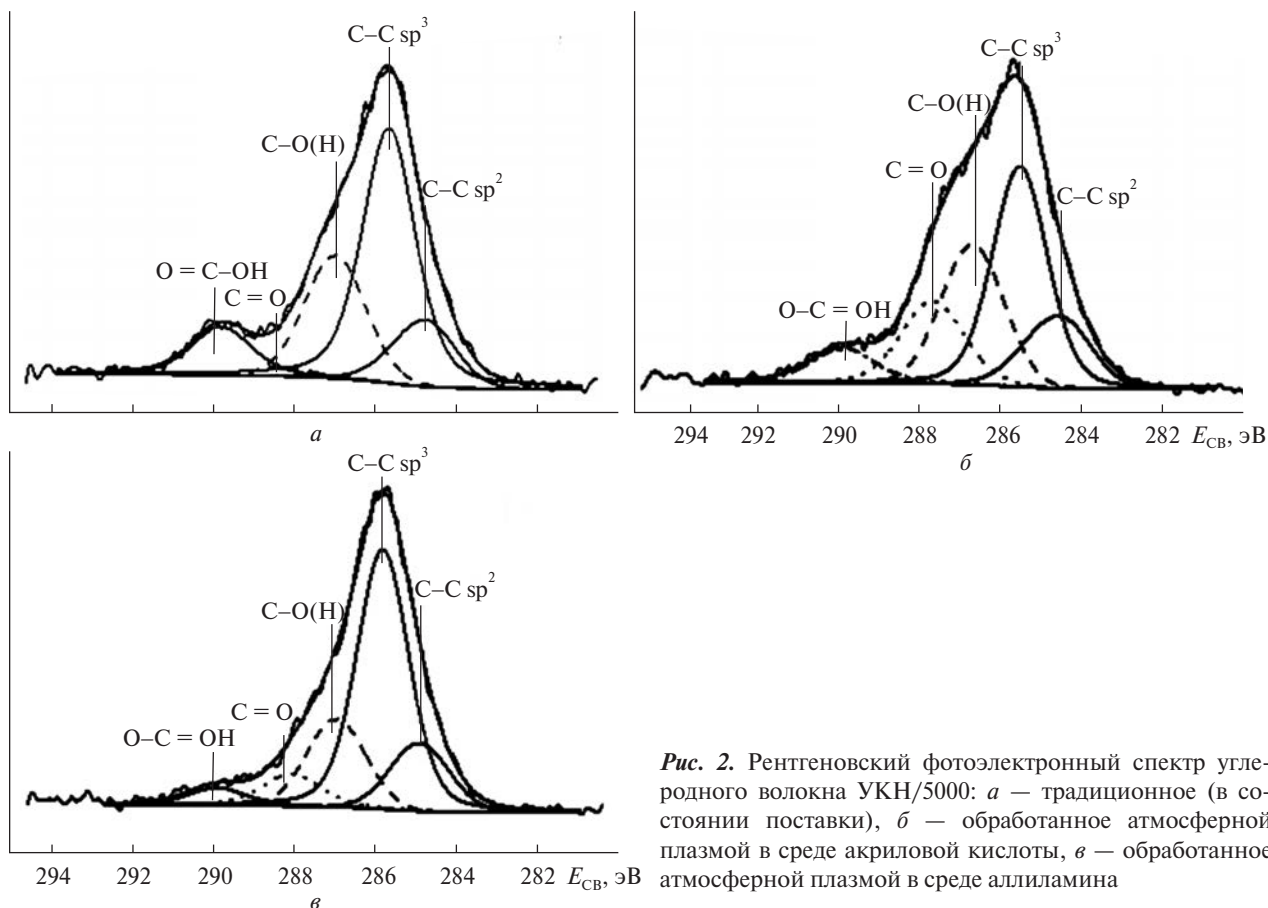 C–C sp³
C–O(H)
C–C sp²
O = C–OH
C = O
а
C–C sp³
C–O(H)
C = O
C–C sp²
O–C = OH
294 292 290 288 286 284 282 E_СВ, эВ
б
C–C sp³
C–C sp²
C–O(H)
C = O
O–C = OH
294 292 290 288 286 284 282 E_СВ, эВ
в
Рис. 2. Рентгеновский фотоэлектронный спектр угле-
родного волокна УКН/5000: а — традиционное (в со-
стоянии поставки), б — обработанное атмосферной
плазмой в среде акриловой кислоты, в — обработанное
атмосферной плазмой в среде аллиламина